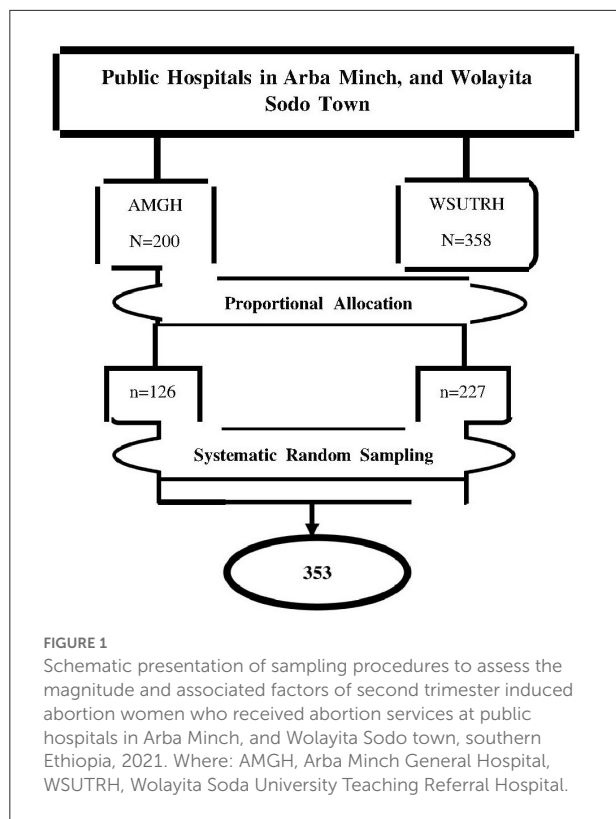 Public Hospitals in Arba Minch, and Wolayita
Sodo Town
AMGH
N=200
WSUTRH
N=358
Proportional Allocation
n=126
n=227
Systematic Random Sampling
353
FIGURE 1
Schematic presentation of sampling procedures to assess the
magnitude and associated factors of second trimester induced
abortion women who received abortion services at public
hospitals in Arba Minch, and Wolayita Sodo town, southern
Ethiopia, 2021. Where: AMGH, Arba Minch General Hospital,
WSUTRH, Wolayita Soda University Teaching Referral Hospital.